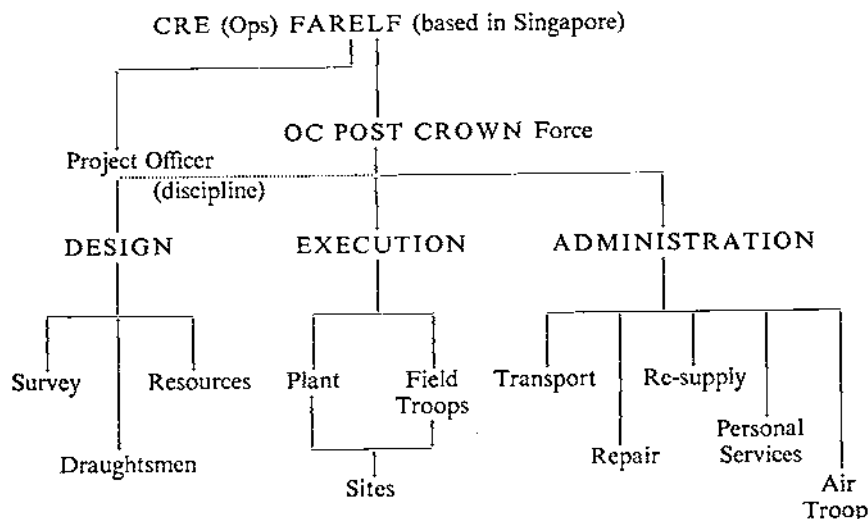 CRE (Ops) FARELF (based in Singapore)
OC POST CROWN Force
Project Officer
(discipline)
DESIGN
EXECUTION
ADMINISTRATION
Survey
Resources
Plant
Field
Troops
Transport
Re-supply
Draughtsmen
Sites
Repair
Personal
Services
Air
Troop